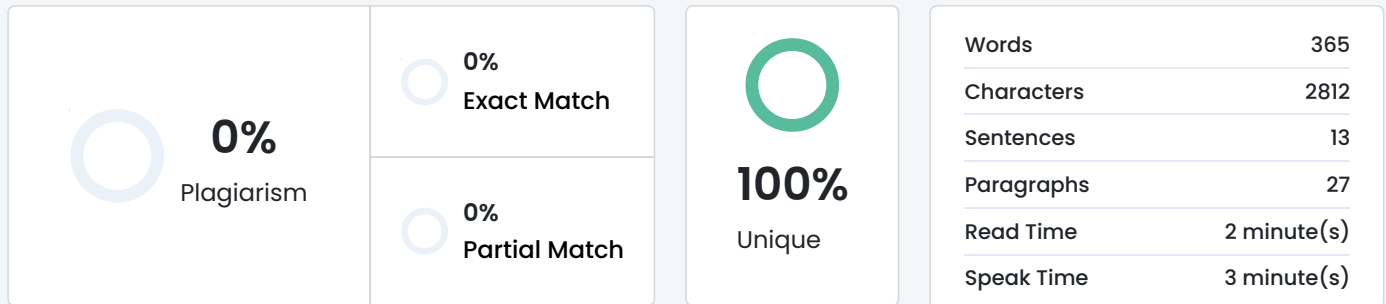 0%
Plagiarism
0%
Exact Match
0%
Partial Match
100%
Unique
Words 365
Characters 2812
Sentences 13
Paragraphs 27
Read Time 2 minute(s)
Speak Time 3 minute(s)